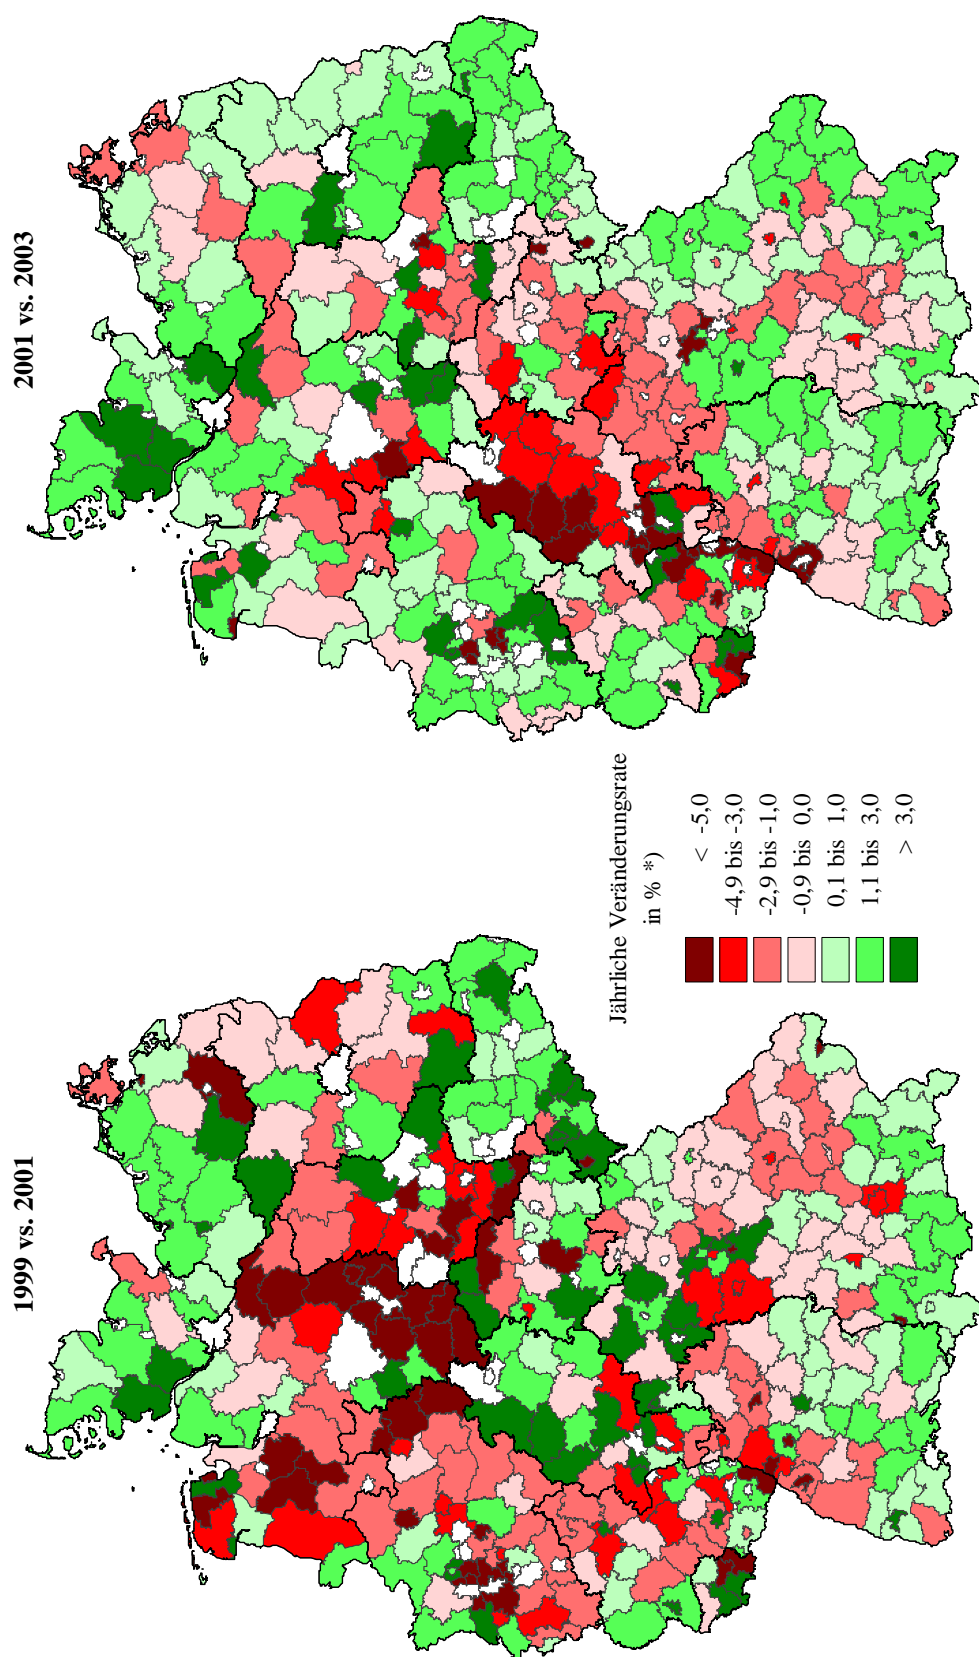 1999 vs. 2001
2001 vs. 2003
Jährliche Veränderungsrate
in % *)
< -5,0
-4,9 bis -3,0
-2,9 bis -1,0
-0,9 bis 0,0
0,1 bis 1,0
1,1 bis 3,0
> 3,0